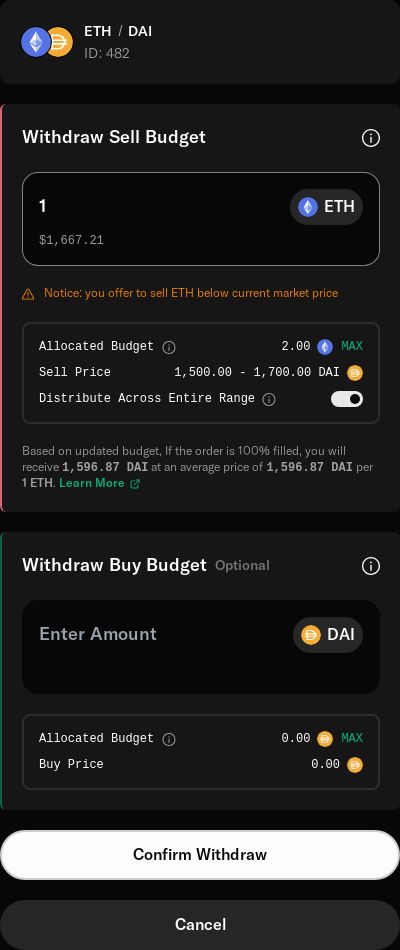 ETH / DAI
ID: 482
Withdraw Sell Budget
1
ETH
$1,667.21
Notice: you offer to sell ETH below current market price
Allocated Budget 2.00 MAX
Sell Price 1,500.00 - 1,700.00 DAI
Distribute Across Entire Range
Based on updated budget, If the order is 100% filled, you will
receive 1,596.87 DAI at an average price of 1,596.87 DAI per
1 ETH. Learn More
Withdraw Buy Budget Optional
Enter Amount
DAI
Allocated Budget 0.00 MAX
Buy Price 0.00
Confirm Withdraw
Cancel